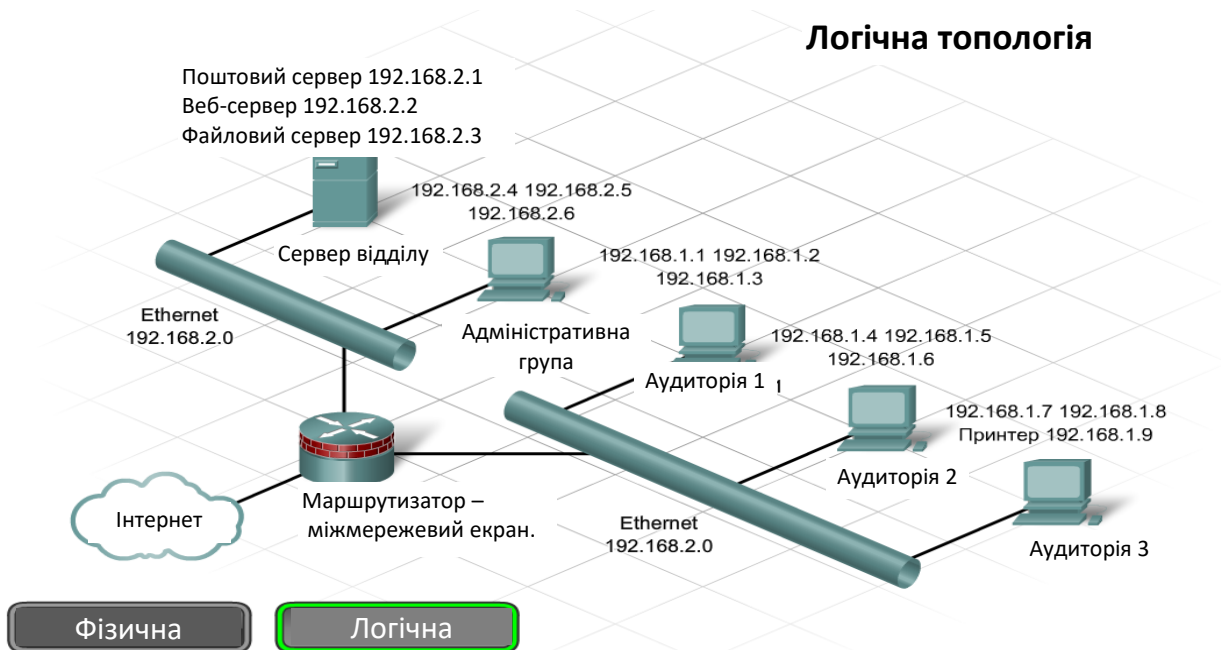 Логічна топологія
Поштовий сервер 192.168.2.1
Веб-сервер 192.168.2.2
Файловий сервер 192.168.2.3
192.168.2.4 192.168.2.5
192.168.2.6
Сервер відділу
192.168.1.1 192.168.1.2
192.168.1.3
Ethernet
192.168.2.0
Адміністративна
група
192.168.1.4 192.168.1.5
192.168.1.6
Аудиторія 1
192.168.1.7 192.168.1.8
Принтер 192.168.1.9
Аудиторія 2
Маршрутизатор –
міжмережевий екран.
Інтернет
Ethernet
192.168.2.0
Аудиторія 3
Фізична
Логічна